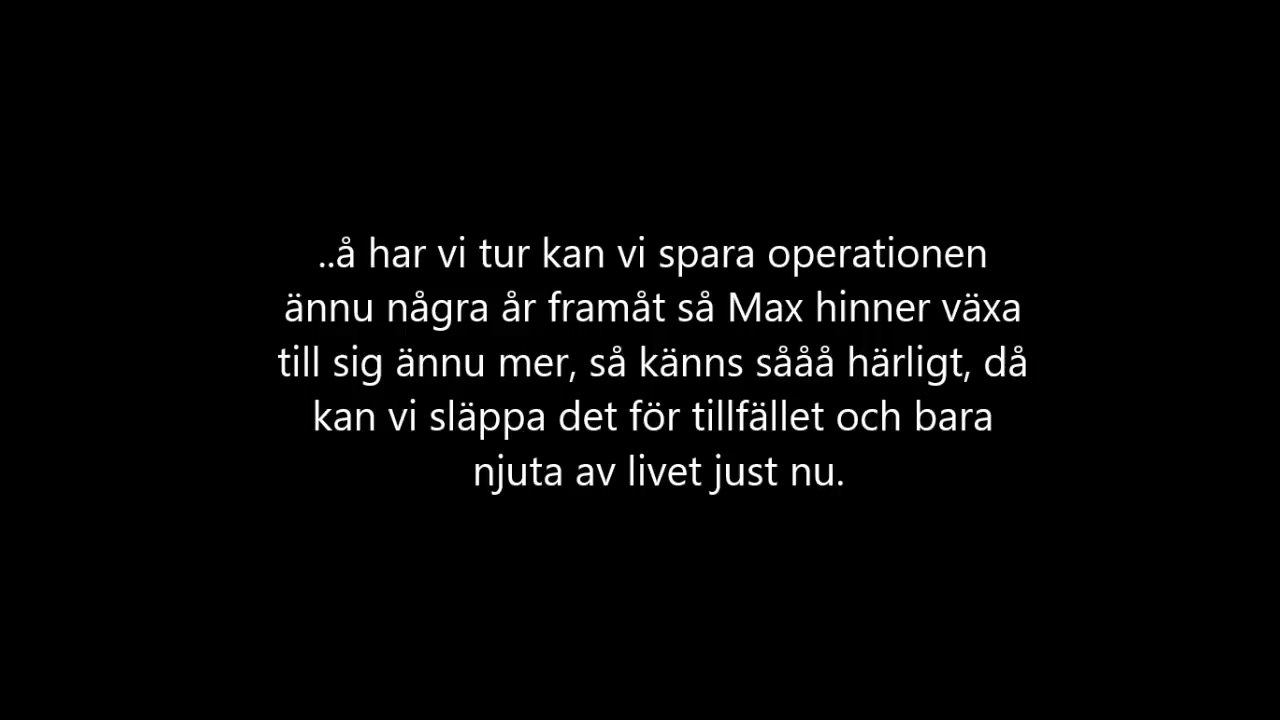 ..å har vi tur kan vi spara operationen
ännu några år framåt så Max hinner växa
till sig ännu mer, så känns sååå härligt, då
kan vi släppa det för tillfället och bara
njuta av livet just nu.